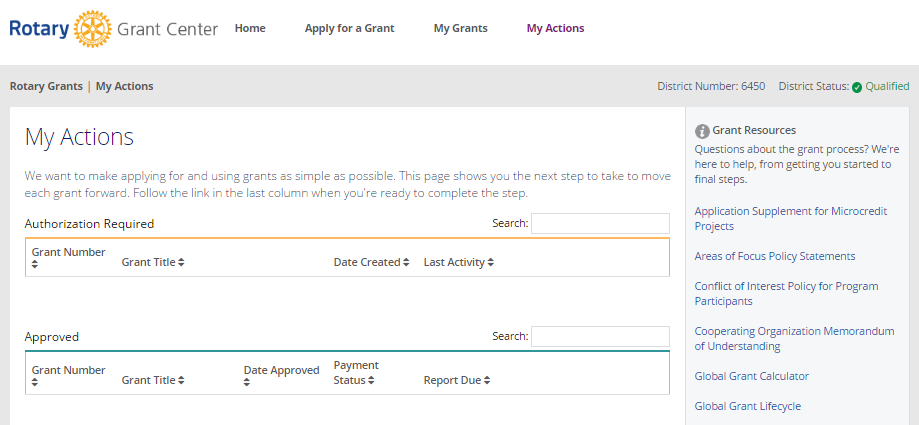 Rotary Grant Center Home Apply for a Grant My Grants My Actions
Rotary Grants | My Actions District Number: 6450 District Status: Qualified
My Actions
We want to make applying for and using grants as simple as possible. This page shows you the next step to take to move
each grant forward. Follow the link in the last column when you're ready to complete the step.
Authorization Required Search:
Grant Number
Grant Title Date Created Last Activity
Approved Search:
Grant Number
Grant Title Date Approved Payment
Status Report Due
Grant Resources
Questions about the grant process? We're
here to help, from getting you started to
final steps.
Application Supplement for Microcredit
Projects
Areas of Focus Policy Statements
Conflict of Interest Policy for Program
Participants
Cooperating Organization Memorandum
of Understanding
Global Grant Calculator
Global Grant Lifecycle